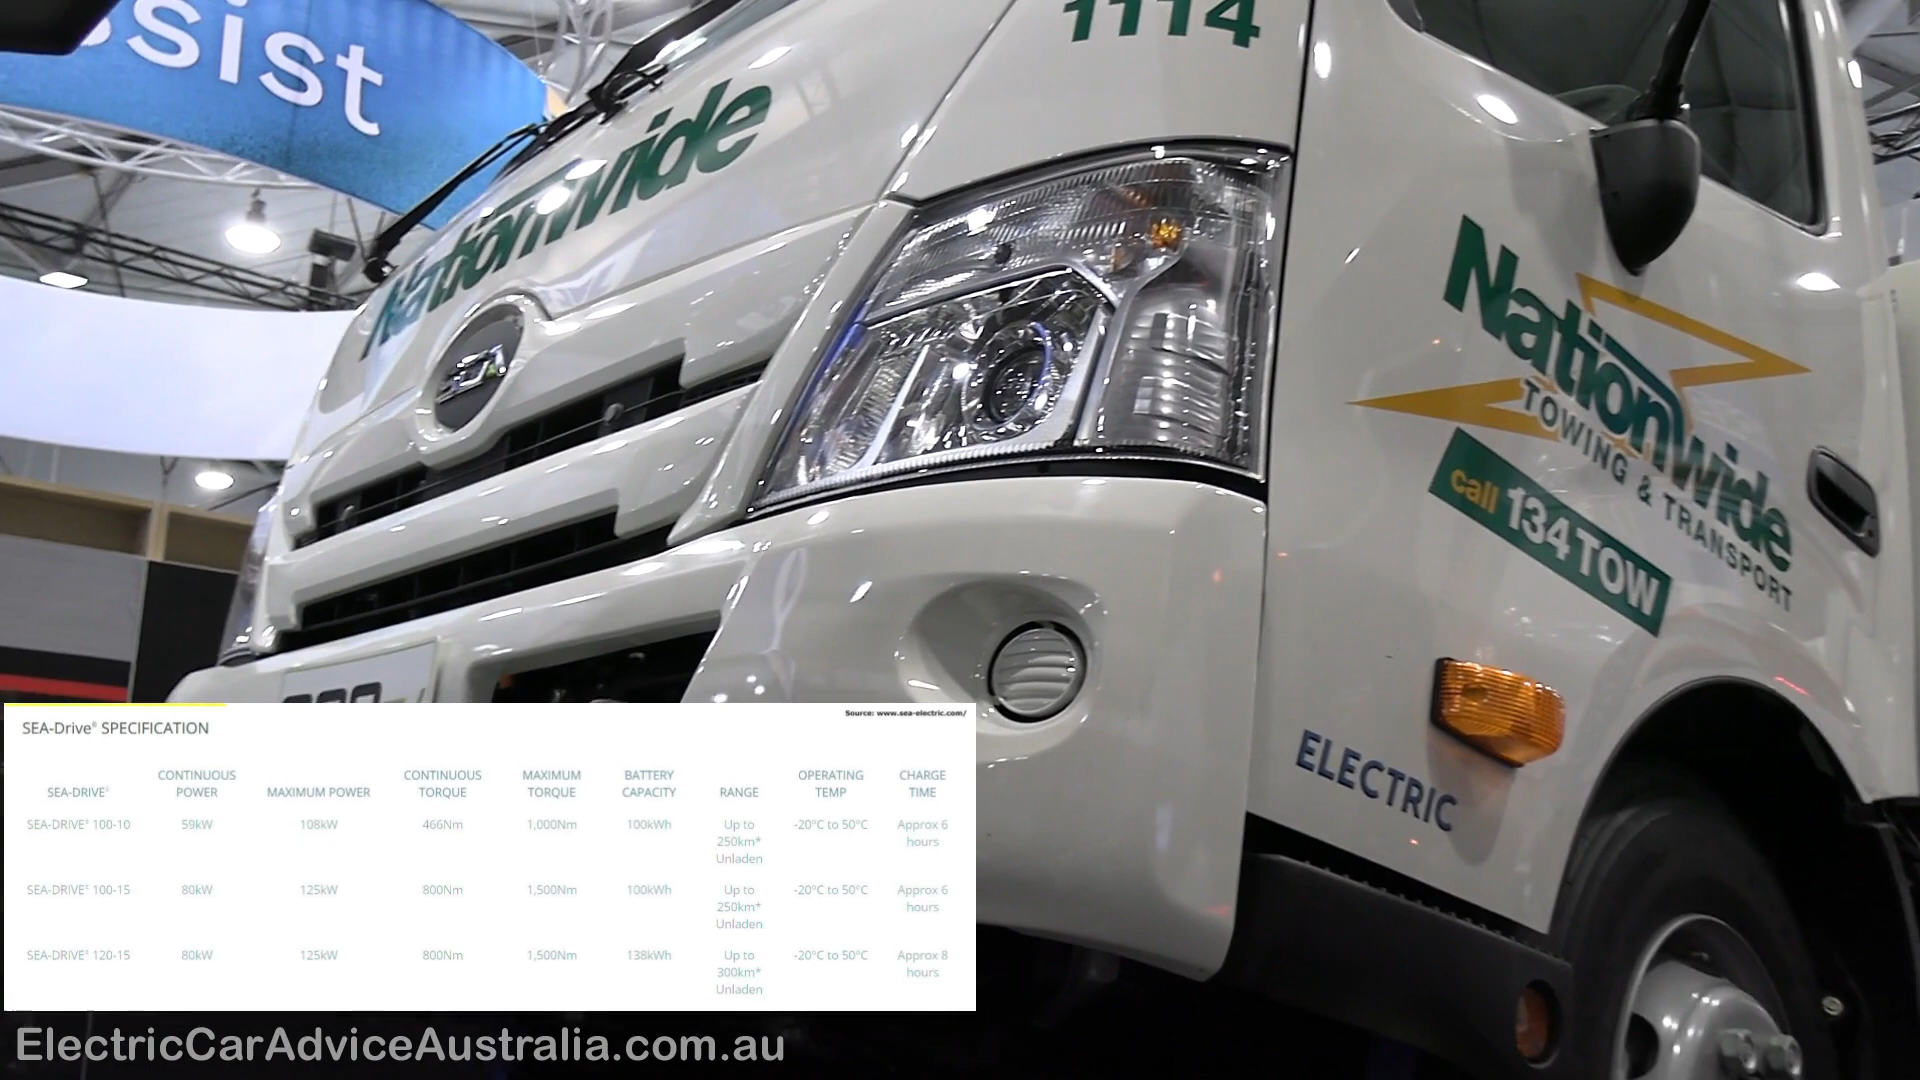 ssist
1114
Nationwide
SEA
Nationwide
TOWING & TRANSPORT
call 134 TOW
ELECTRIC
Source: www.sea-electric.com/
SEA-Drive® SPECIFICATION
SEA-DRIVE® CONTINUOUS POWER MAXIMUM POWER CONTINUOUS TORQUE MAXIMUM TORQUE BATTERY CAPACITY RANGE OPERATING TEMP CHARGE TIME
SEA-DRIVE® 100-10 59kW 108kW 466Nm 1,000Nm 100kWh Up to 250km* Unladen -20°C to 50°C Approx 6 hours
SEA-DRIVE® 100-15 80kW 125kW 800Nm 1,500Nm 100kWh Up to 250km* Unladen -20°C to 50°C Approx 6 hours
SEA-DRIVE® 120-15 80kW 125kW 800Nm 1,500Nm 138kWh Up to 300km* Unladen -20°C to 50°C Approx 8 hours
ElectricCarAdviceAustralia.com.au